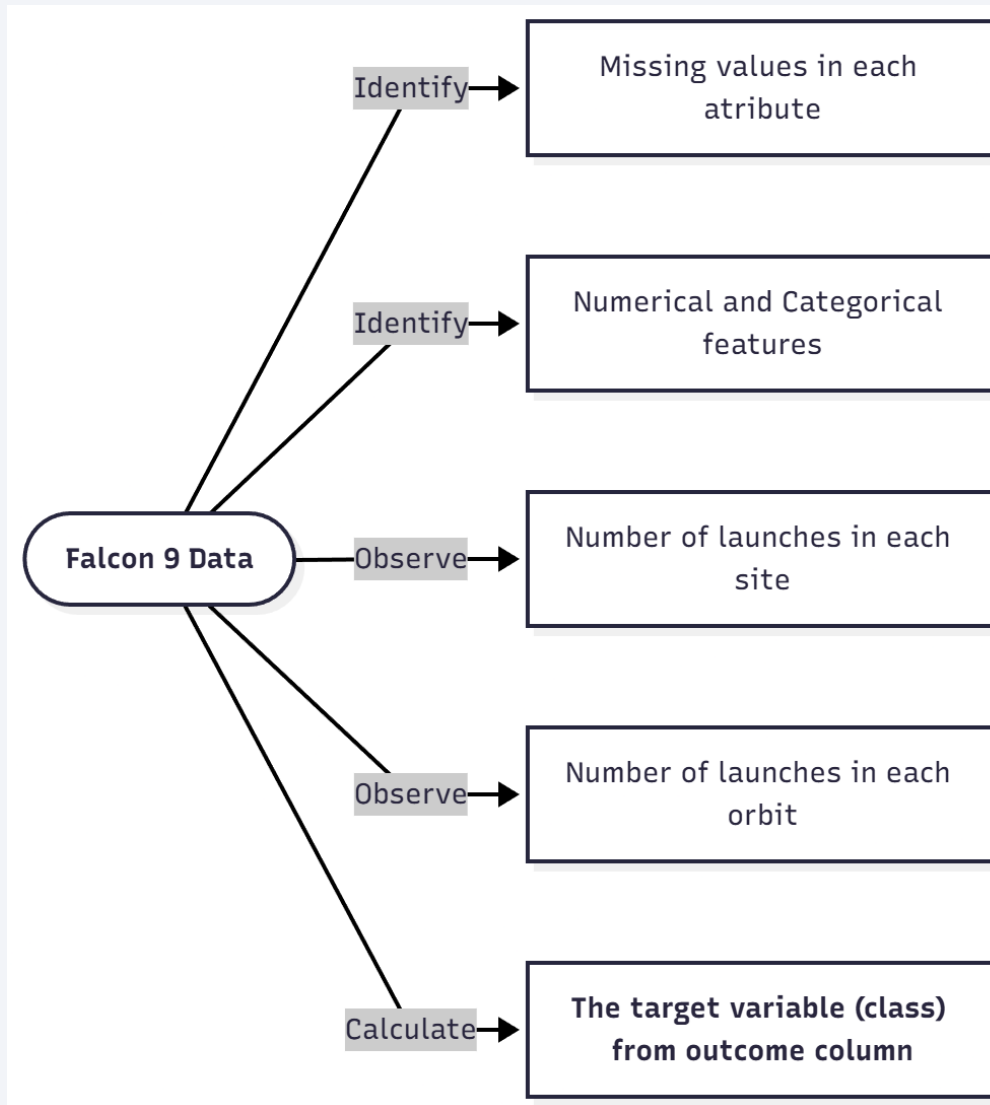 Identify
Missing values in each
atribute
Identify
Numerical and Categorical
features
Falcon 9 Data
Observe
Number of launches in each
site
Observe
Number of launches in each
orbit
Calculate
The target variable (class)
from outcome column